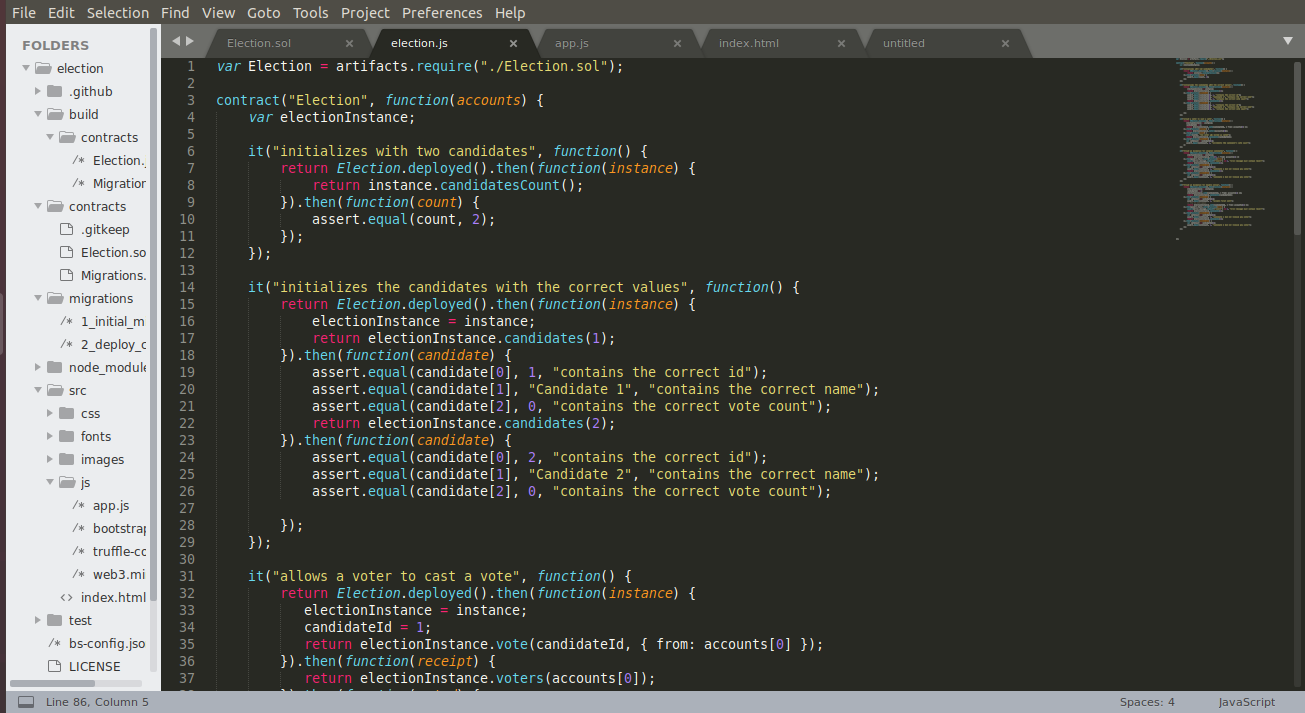 File Edit Selection Find View Goto Tools Project Preferences Help
FOLDERS
election
.github
build
contracts
Election.
Migration
contracts
.gitkeep
Election.so
Migrations.
migrations
1_initial_m
2_deploy_c
node_module
src
css
fonts
images
js
app.js
bootstrap
truffle-co
web3.mi
index.html
test
bs-config.jso
LICENSE
Election.sol × election.js × app.js × index.html × untitled ×
1 var Election = artifacts.require("./Election.sol");
2
3 contract("Election", function(accounts) {
4     var electionInstance;
5
6     it("initializes with two candidates", function() {
7         return Election.deployed().then(function(instance) {
8             return instance.candidatesCount();
9         }).then(function(count) {
10             assert.equal(count, 2);
11         });
12     });
13
14     it("initializes the candidates with the correct values", function() {
15         return Election.deployed().then(function(instance) {
16             electionInstance = instance;
17             return electionInstance.candidates(1);
18         }).then(function(candidate) {
19             assert.equal(candidate[0], 1, "contains the correct id");
20             assert.equal(candidate[1], "Candidate 1", "contains the correct name");
21             assert.equal(candidate[2], 0, "contains the correct vote count");
22             return electionInstance.candidates(2);
23         }).then(function(candidate) {
24             assert.equal(candidate[0], 2, "contains the correct id");
25             assert.equal(candidate[1], "Candidate 2", "contains the correct name");
26             assert.equal(candidate[2], 0, "contains the correct vote count");
27
28         });
29     });
30
31     it("allows a voter to cast a vote", function() {
32         return Election.deployed().then(function(instance) {
33            electionInstance = instance;
34            candidateId = 1;
35            return electionInstance.vote(candidateId, { from: accounts[0] });
36         }).then(function(receipt) {
37            return electionInstance.voters(accounts[0]);
Line 86, Column 5 Spaces: 4 JavaScript